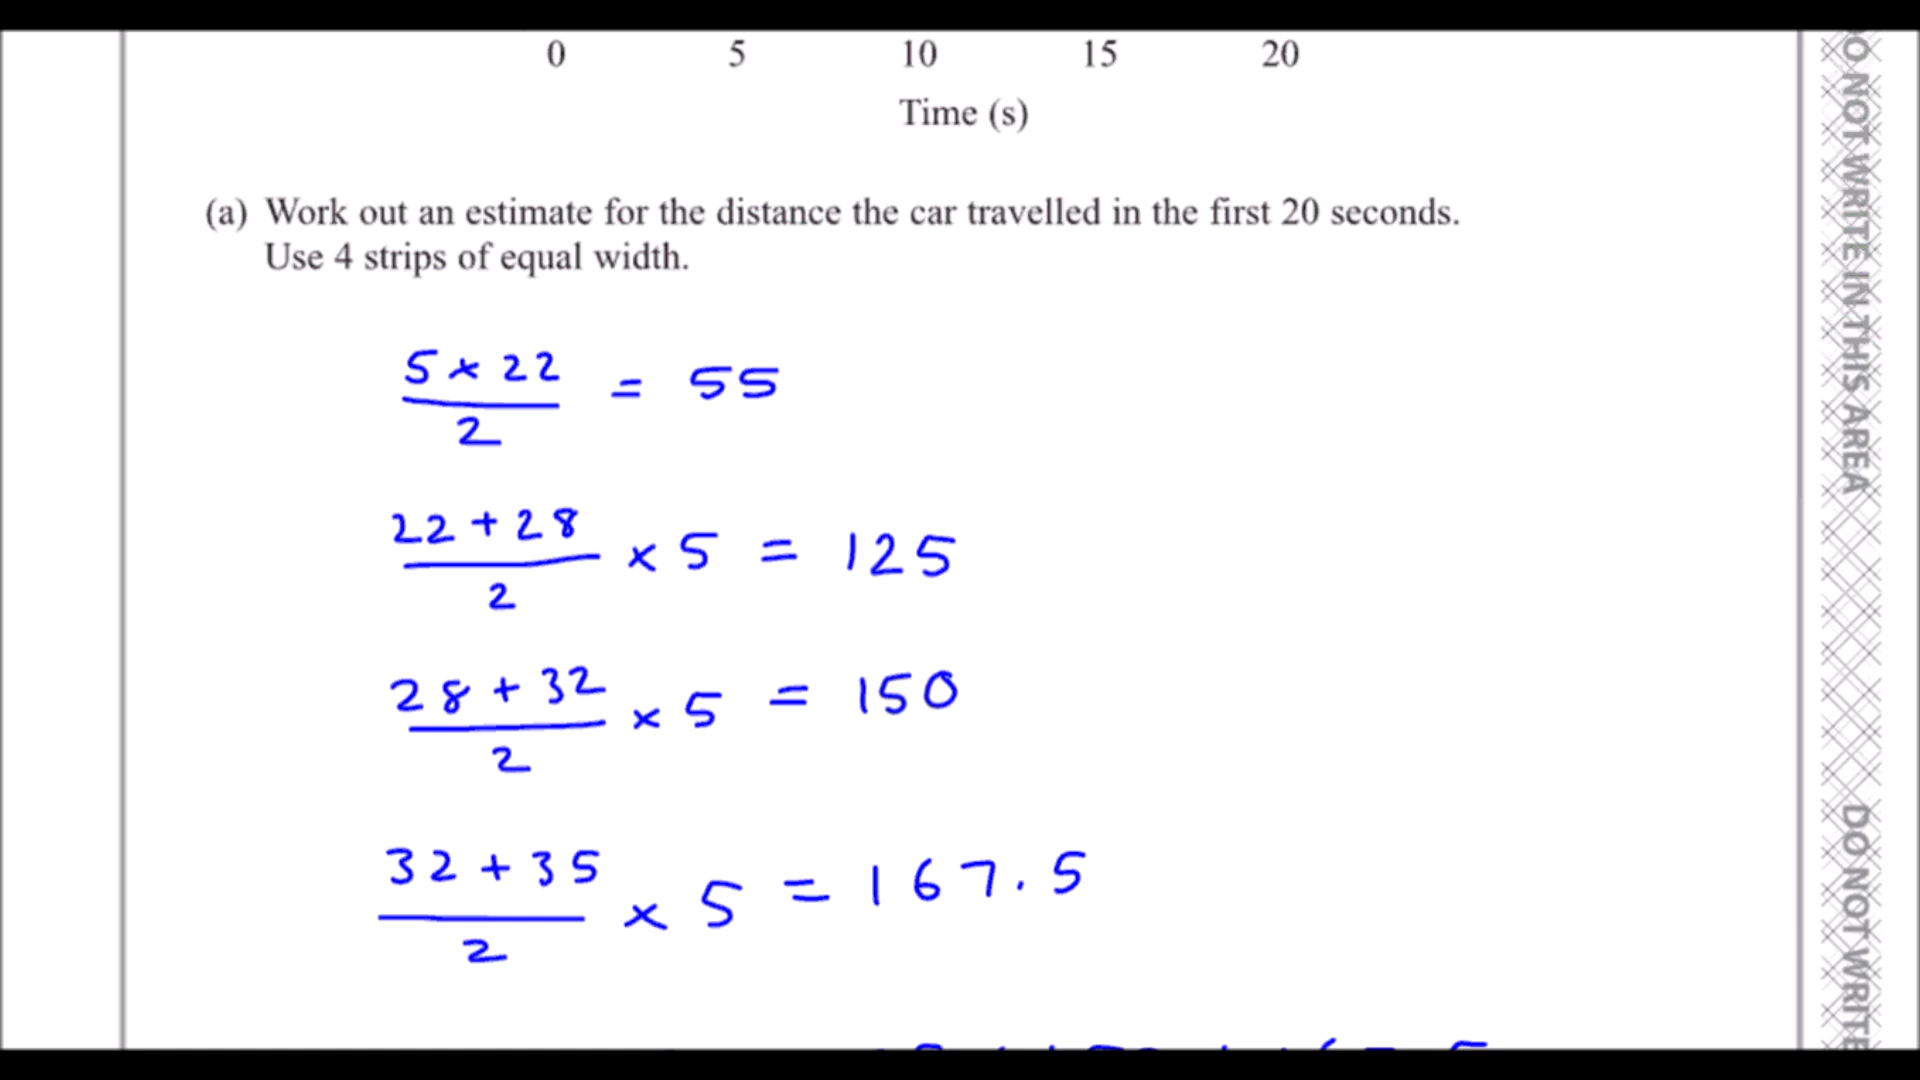 0 5 10 15 20
Time (s)
(a) Work out an estimate for the distance the car travelled in the first 20 seconds.
Use 4 strips of equal width.
5 × 22
2
= 55
22 + 28
2
× 5 = 125
28 + 32
2
× 5 = 150
32 + 35
2
× 5 = 167.5
O NOT WRITE IN THIS AREA
DO NOT WRITE